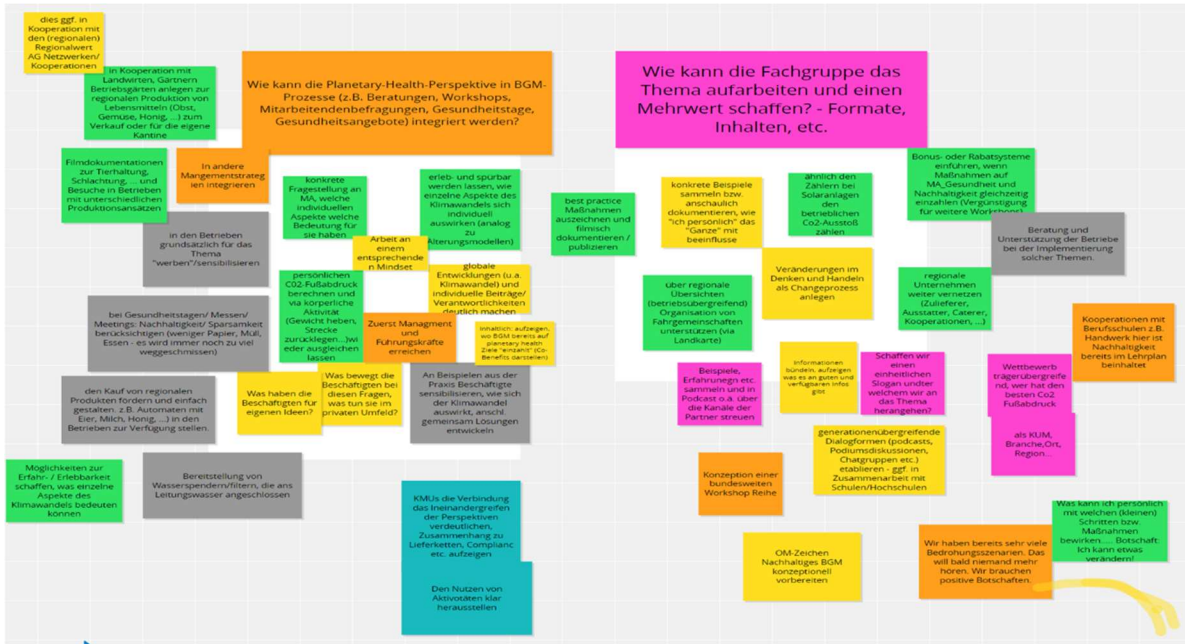 dies ggf. in
Kooperation mit
den (regionalen)
Regionalwert
AG Netzwerken/
Kooperationen
in Kooperation mit
Landwirten, Gärtnern
Betriebsgärten anlegen zur
regionalen Produktion von
Lebensmitteln (Obst,
Gemüse, Honig, ...) zum
Verkauf oder für die eigene
Kantine
Wie kann die Planetary-Health-Perspektive in BGM-
Prozesse (z.B. Beratungen, Workshops,
Mitarbeitendenbefragungen, Gesundheitstage,
Gesundheitsangebote) integriert werden?
Filmdokumentationen
zur Tierhaltung,
Schlachtung, ... und
Besuche in Betrieben
mit unterschiedlichen
Produktionsansätzen
In andere
Mangementstrateg
ien integrieren
konkrete
Fragestellung an
MA, welche
individuellen
Aspekte welche
Bedeutung für
sie haben
erleb- und spürbar
werden lassen, wie
einzelne Aspekte des
Klimawandels sich
individuell
auswirken (analog
zu
Alterungsmodellen)
in den Betrieben
grundsätzlich für das
Thema
"werben"/sensibilisieren
Arbeit an
einem
entsprechende
n Mindset
globale
Entwicklungen (u.a.
Klimawandel) und
individuelle Beiträge/
Verantwortlichkeiten
deutlich machen
persönlichen
C02-Fußabdruck
berechnen und
via körperliche
Aktivität
(Gewicht heben,
Strecke
zurücklegen...)wi
eder ausgleichen
lassen
bei Gesundheitstagen/ Messen/
Meetings: Nachhaltigkeit/ Sparsamkeit
berücksichtigen (weniger Papier, Müll,
Essen - es wird immer noch zu viel
weggeschmissen)
Zuerst Managment
und
Führungskräfte
erreichen
Inhaltlich: aufzeigen,
wo BGM bereits auf
planetary health
Ziele "einzahlt" (Co-
Benefits darstellen)
den Kauf von regionalen
Produkten fördern und einfach
gestalten. z.B. Automaten mit
Eier, Milch, Honig, ...) in den
Betrieben zur Verfügung stellen.
Was haben die
Beschäftigten für
eigenen Ideen?
Was bewegt die
Beschäftigten bei
diesen Fragen,
was tun sie im
privaten Umfeld?
An Beispielen aus der
Praxis Beschäftigte
sensibilisieren, wie sich
der Klimawandel
auswirkt, anschl.
gemeinsam Lösungen
entwickeln
Möglichkeiten zur
Erfahr- / Erlebbarkeit
schaffen, was einzelne
Aspekte des
Klimawandels bedeuten
können
Bereitstellung von
Wasserspendern/filtern, die ans
Leitungswasser angeschlossen
KMUs die Verbindung
das Ineinandergreifen
der Perspektiven
verdeutlichen,
Zusammenhang zu
Lieferketten, Complianc
etc. aufzeigen
Den Nutzen von
Aktivotäten klar
herausstellen
Wie kann die Fachgruppe das
Thema aufarbeiten und einen
Mehrwert schaffen? - Formate,
Inhalten, etc.
best practice
Maßnahmen
auszeichnen und
filmisch
dokumentieren /
publizieren
konkrete Beispiele
sammeln bzw.
anschaulich
dokumentieren, wie
"ich persönlich" das
"Ganze" mit
beeinflusse
ähnlich den
Zählern bei
Solaranlagen
den
betrieblichen
Co2-Ausstoß
zählen
Bonus- oder Rabatsysteme
einführen, wenn
Maßnahmen auf
MA_Gesundheit und
Nachhaltigkeit gleichzeitig
einzahlen (Vergünstigung
für weitere Workshops)
Beratung und
Unterstützung der Betriebe
bei der Implementierung
solcher Themen.
Veränderungen im
Denken und Handeln
als Changeprozess
anlegen
über regionale
Übersichten
(betriebsübergreifend)
Organisation von
Fahrgemeinschaften
unterstützen (via
Landkarte)
regionale
Unternehmen
weiter vernetzen
(Zulieferer,
Ausstatter, Caterer,
Kooperationen, ...)
Kooperationen mit
Berufsschulen z.B.
Handwerk hier ist
Nachhaltigkeit
bereits im Lehrplan
beinhaltet
Beispiele,
Erfahrunegn etc.
sammeln und in
Podcast o.ä. über
die Kanäle der
Partner streuen
Informationen
bündeln, aufzeigen
was es an guten und
verfügbaren Infos
gibt
Schaffen wir
einen
einheitlichen
Slogan undter
welchem wir an
das Thema
herangehen?
Wettbewerb
trägerübergreife
nd, wer hat den
besten Co2
Fußabdruck
als KUM,
Branche,Ort,
Region...
generationenübergreifende
Dialogformen (podcasts,
Podiumsdiskussionen,
Chatgruppen etc.)
etablieren - ggf. in
Zusammenarbeit mit
Schulen/Hochschulen
Konzeption einer
bundesweiten
Workshop Reihe
OM-Zeichen
Nachhaltiges BGM
konzeptionell
vorbereiten
Wir haben bereits sehr viele
Bedrohungsszenarien. Das
will bald niemand mehr
hören. Wir brauchen
positive Botschaften.
Was kann ich persönlich
mit welchen (kleinen)
Schritten bzw.
Maßnahmen
bewirken..... Botschaft:
Ich kann etwas
verändern!